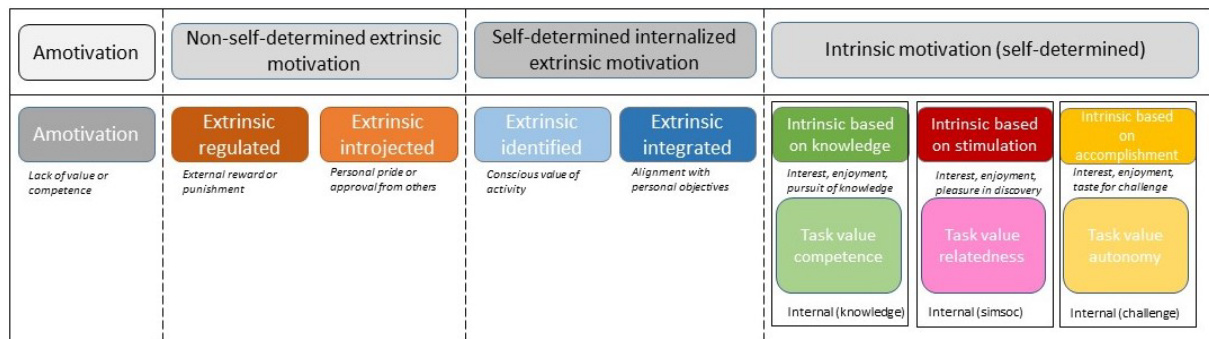 Amotivation
Non-self-determined extrinsic
motivation
Self-determined internalized
extrinsic motivation
Intrinsic motivation (self-determined)
Amotivation
Lack of value or
competence
Extrinsic
regulated
External reward or
punishment
Extrinsic
introjected
Personal pride or
approval from others
Extrinsic
identified
Conscious value of
activity
Extrinsic
integrated
Alignment with
personal objectives
Intrinsic based
on knowledge
Interest, enjoyment,
pursuit of knowledge
Task value
competence
Internal (knowledge)
Intrinsic based
on stimulation
Interest, enjoyment,
pleasure in discovery
Task value
relatedness
Internal (simsoc)
Intrinsic based
on
accomplishment
Interest, enjoyment,
taste for challenge
Task value
autonomy
Internal (challenge)